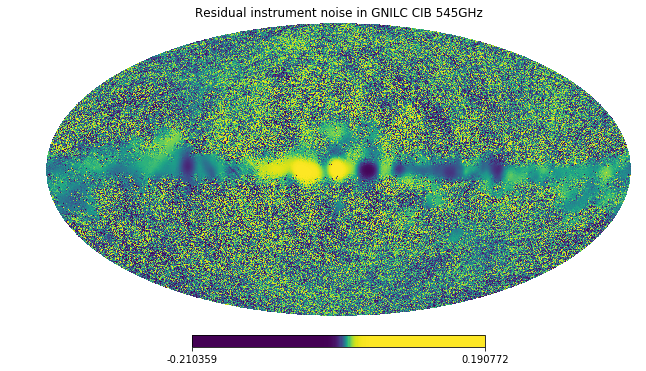 Residual instrument noise in GNILC CIB 545GHz
-0.210359 0.190772